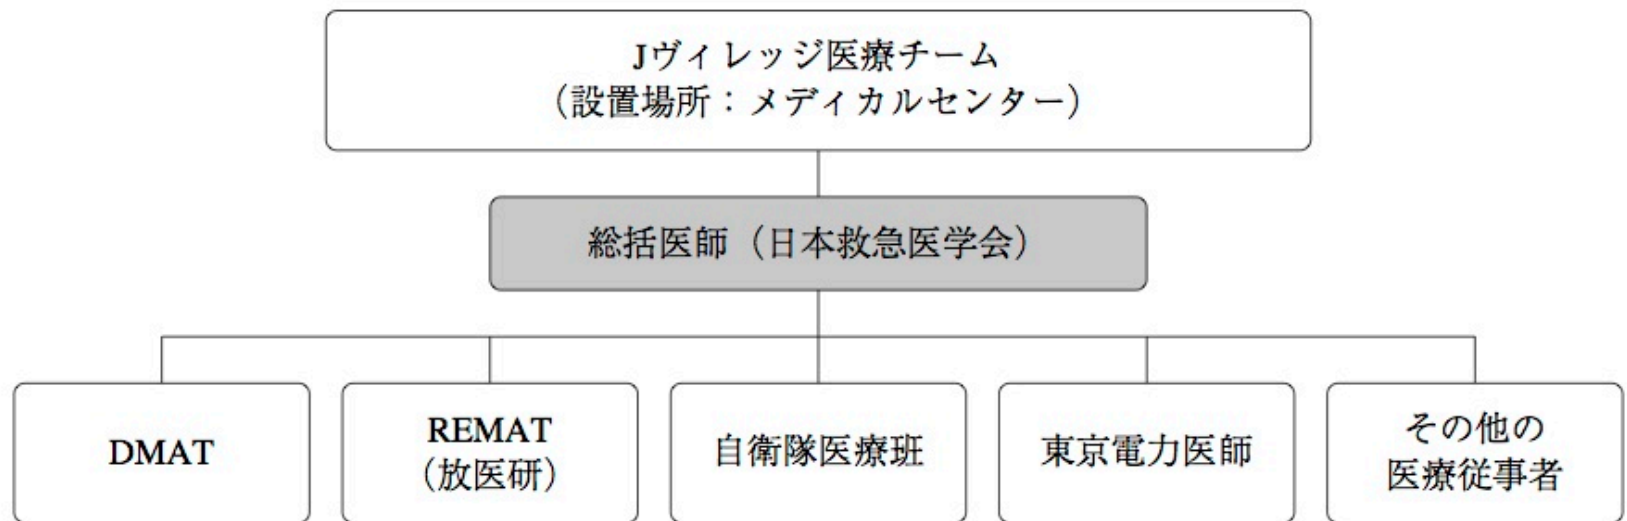 Jヴィレッジ医療チーム
（設置場所：メディカルセンター）
総括医師（日本救急医学会）
DMAT
REMAT
（放医研）
自衛隊医療班
東京電力医師
その他の
医療従事者